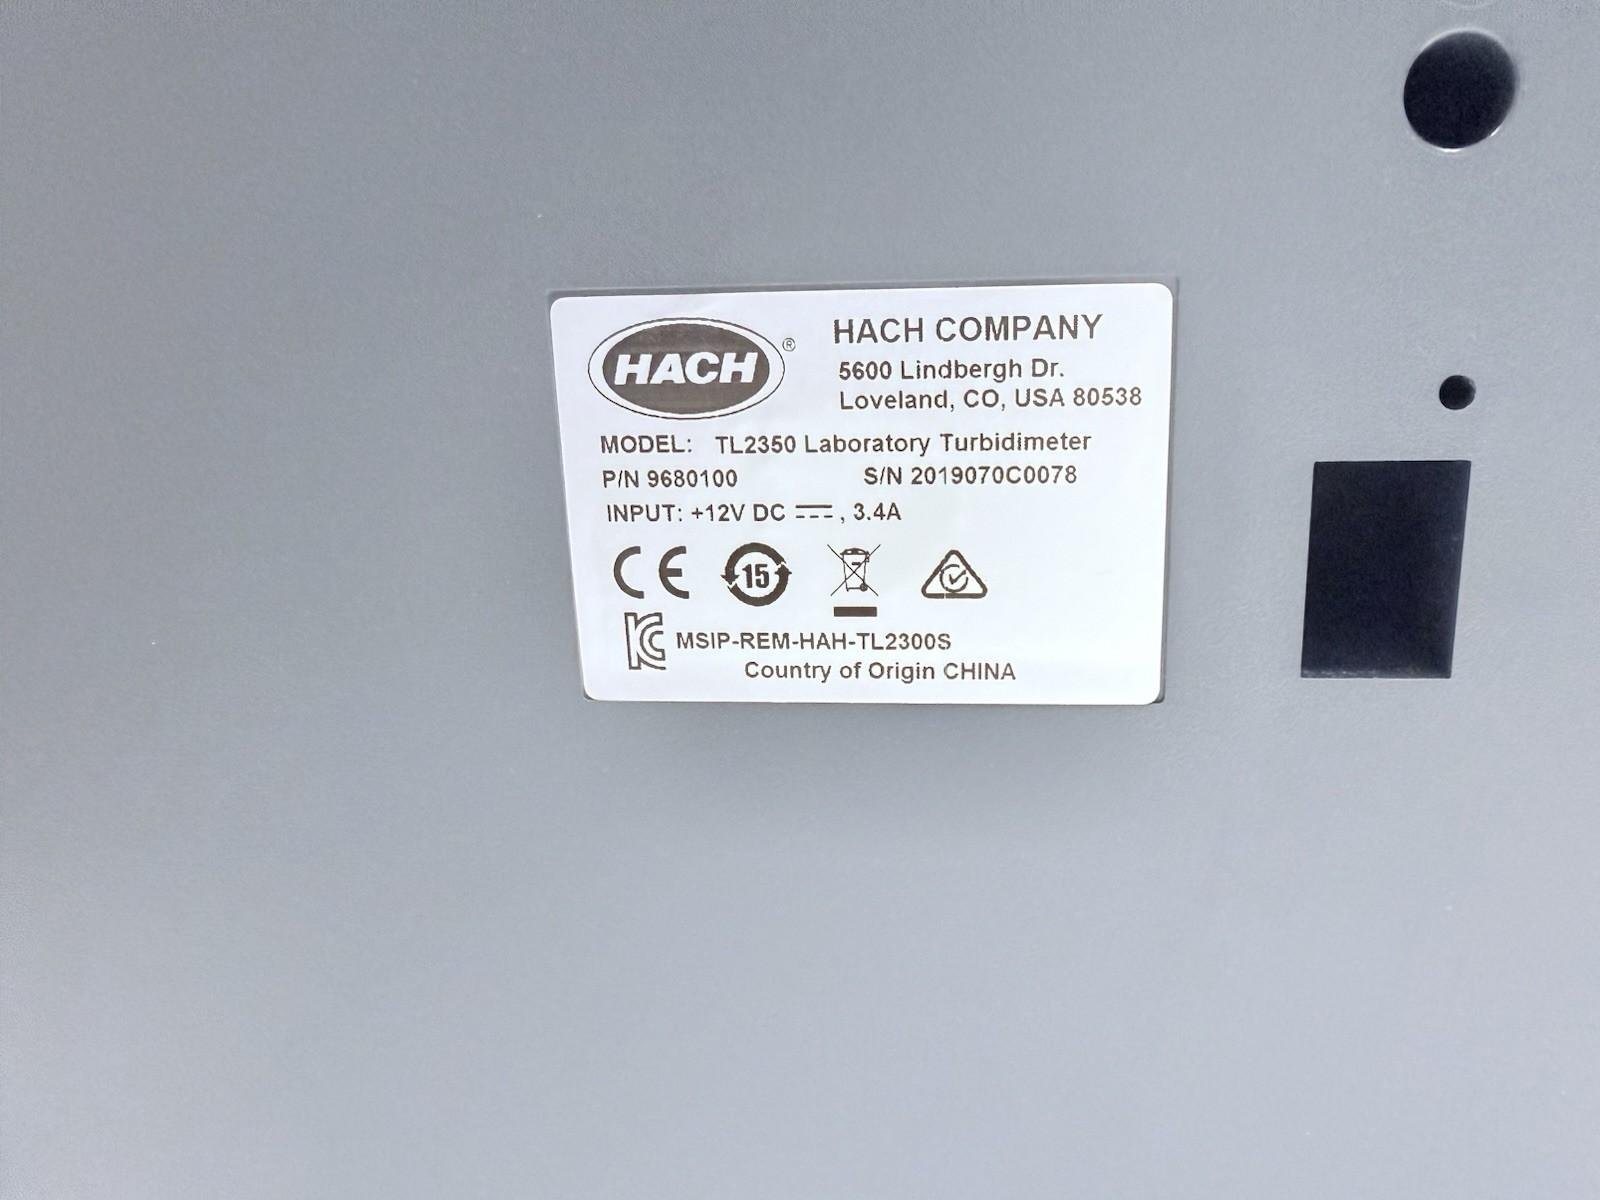 HACH®
HACH COMPANY
5600 Lindbergh Dr.
Loveland, CO, USA 80538
MODEL: TL2350 Laboratory Turbidimeter
P/N 9680100 S/N 2019070C0078
INPUT: +12V DC ⎓, 3.4A
CE 15
KC MSIP-REM-HAH-TL2300S
Country of Origin CHINA